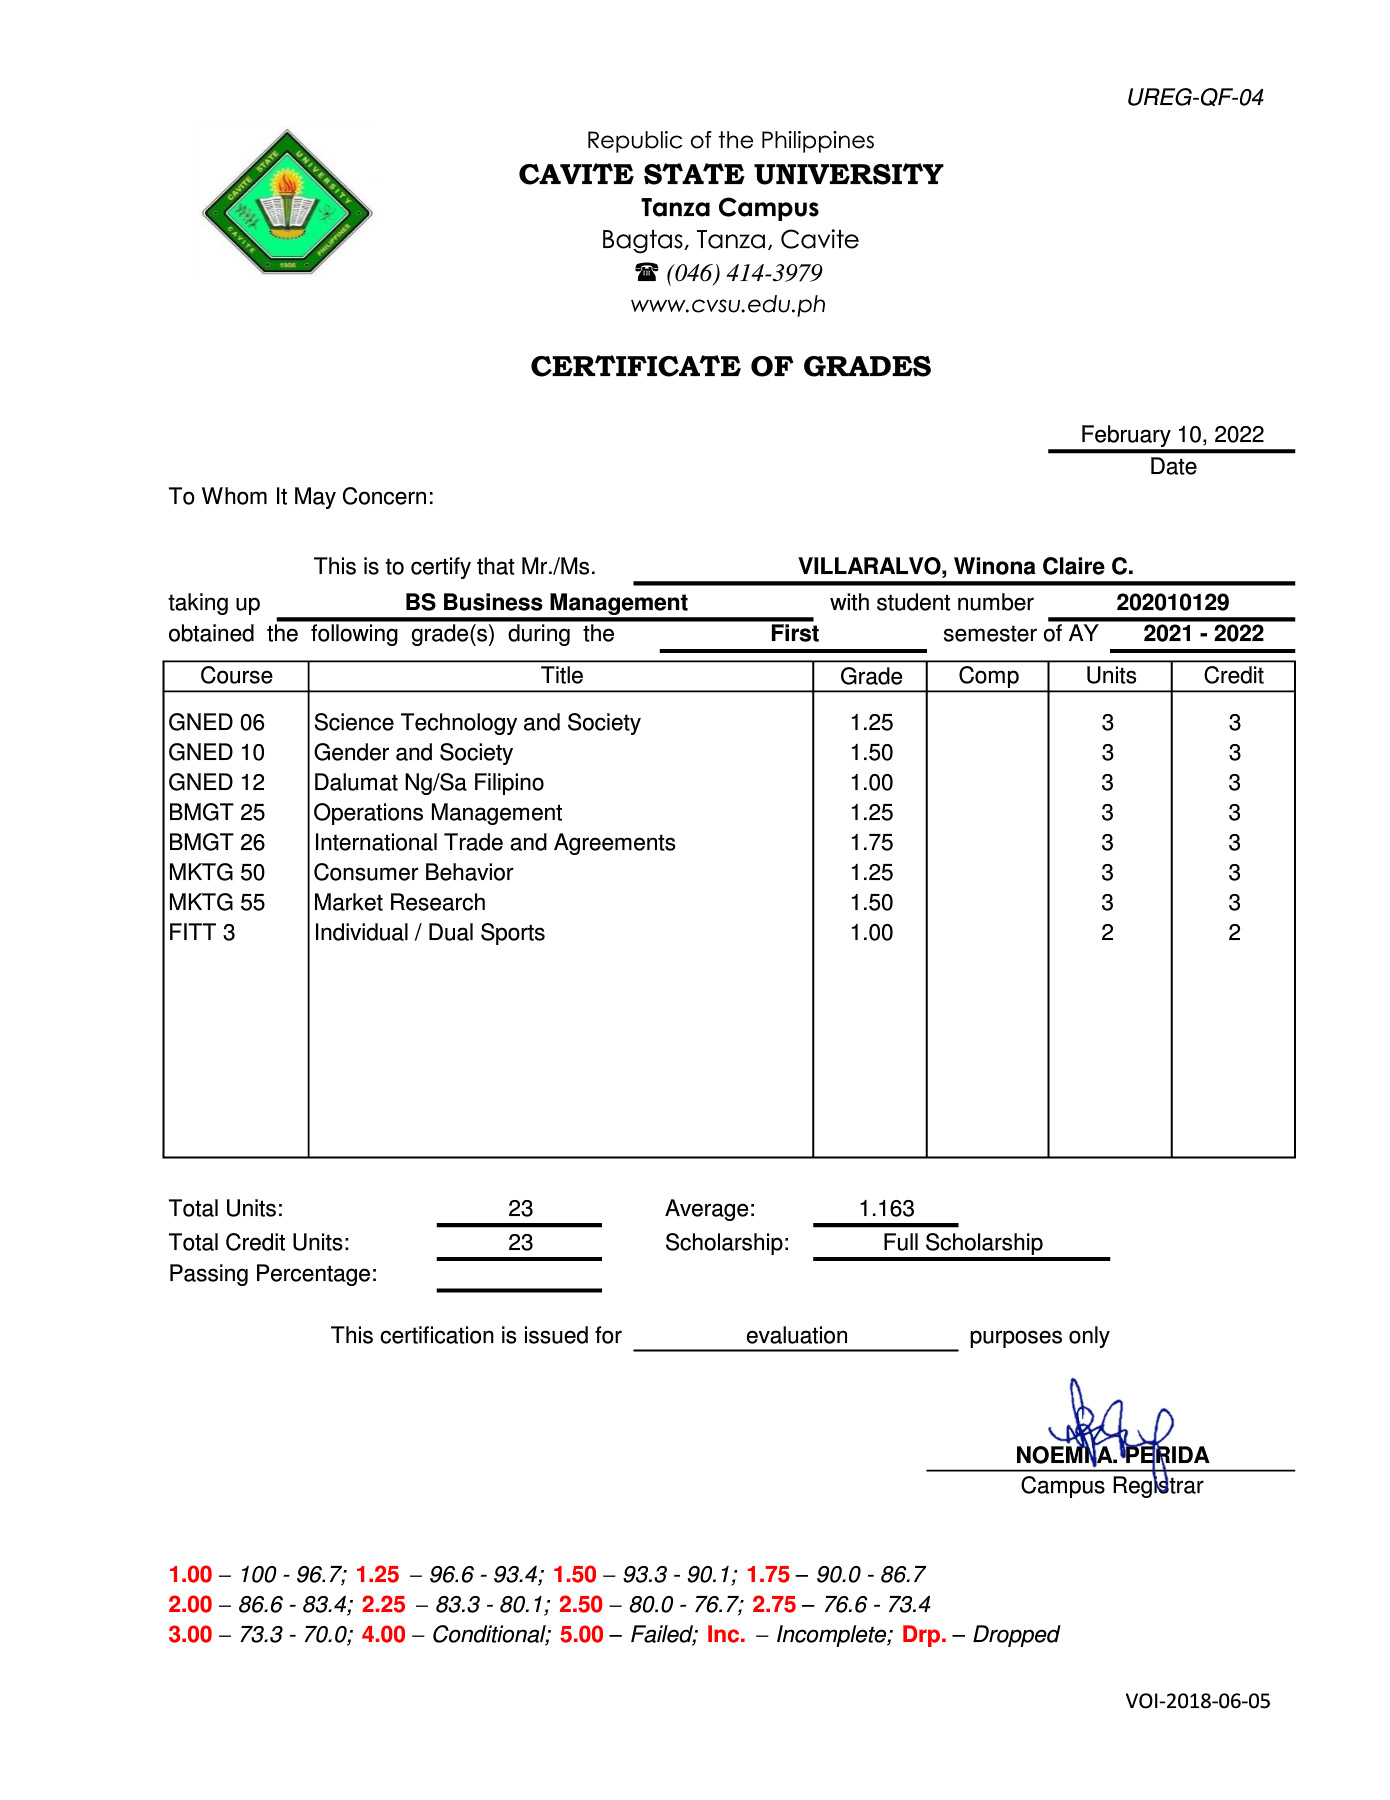 UREG-QF-04
Republic of the Philippines
CAVITE STATE UNIVERSITY
Tanza Campus
Bagtas, Tanza, Cavite
☎ (046) 414-3979
www.cvsu.edu.ph
CAVITE STATE UNIVERSITY
CAVITE PHILIPPINES
1906
CERTIFICATE OF GRADES
February 10, 2022
Date
To Whom It May Concern:
This is to certify that Mr./Ms. VILLARALVO, Winona Claire C.
taking up BS Business Management with student number 202010129
obtained the following grade(s) during the First semester of AY 2021 - 2022
Course Title Grade Comp Units Credit
GNED 06 Science Technology and Society 1.25 3 3
GNED 10 Gender and Society 1.50 3 3
GNED 12 Dalumat Ng/Sa Filipino 1.00 3 3
BMGT 25 Operations Management 1.25 3 3
BMGT 26 International Trade and Agreements 1.75 3 3
MKTG 50 Consumer Behavior 1.25 3 3
MKTG 55 Market Research 1.50 3 3
FITT 3 Individual / Dual Sports 1.00 2 2
Total Units: 23 Average: 1.163
Total Credit Units: 23 Scholarship: Full Scholarship
Passing Percentage:
This certification is issued for evaluation purposes only
NOEMI A. PERIDA
Campus Registrar
1.00 – 100 - 96.7; 1.25 – 96.6 - 93.4; 1.50 – 93.3 - 90.1; 1.75 – 90.0 - 86.7
2.00 – 86.6 - 83.4; 2.25 – 83.3 - 80.1; 2.50 – 80.0 - 76.7; 2.75 – 76.6 - 73.4
3.00 – 73.3 - 70.0; 4.00 – Conditional; 5.00 – Failed; Inc. – Incomplete; Drp. – Dropped
VOI-2018-06-05